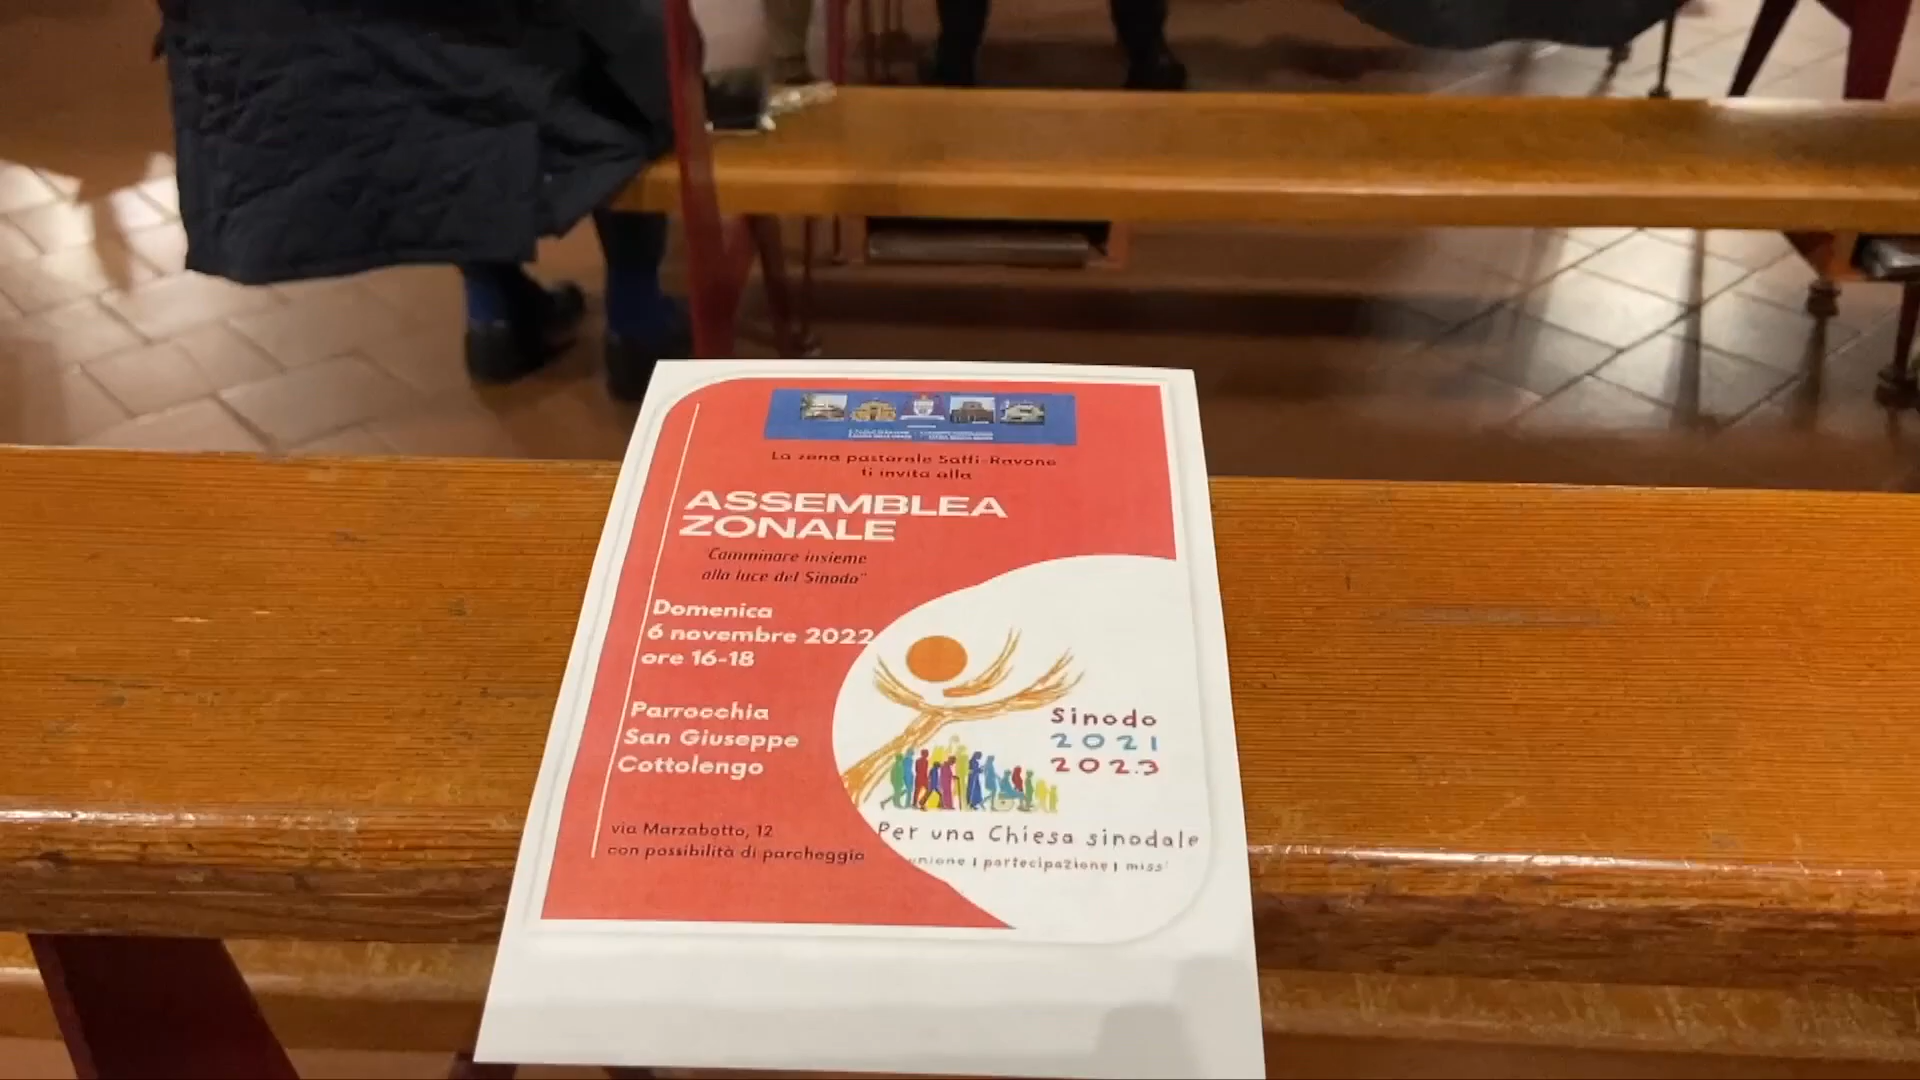 La zona pastorale Saffi-Ravone
ti invita alla
ASSEMBLEA
ZONALE
"Camminare insieme
alla luce del Sinodo"
Domenica
6 novembre 2022
ore 16-18
Parrocchia
San Giuseppe
Cottolengo
via Marzabotto, 12
con possibilità di parcheggio
Sinodo
2021
2023
Per una Chiesa sinodale
unione | partecipazione | miss